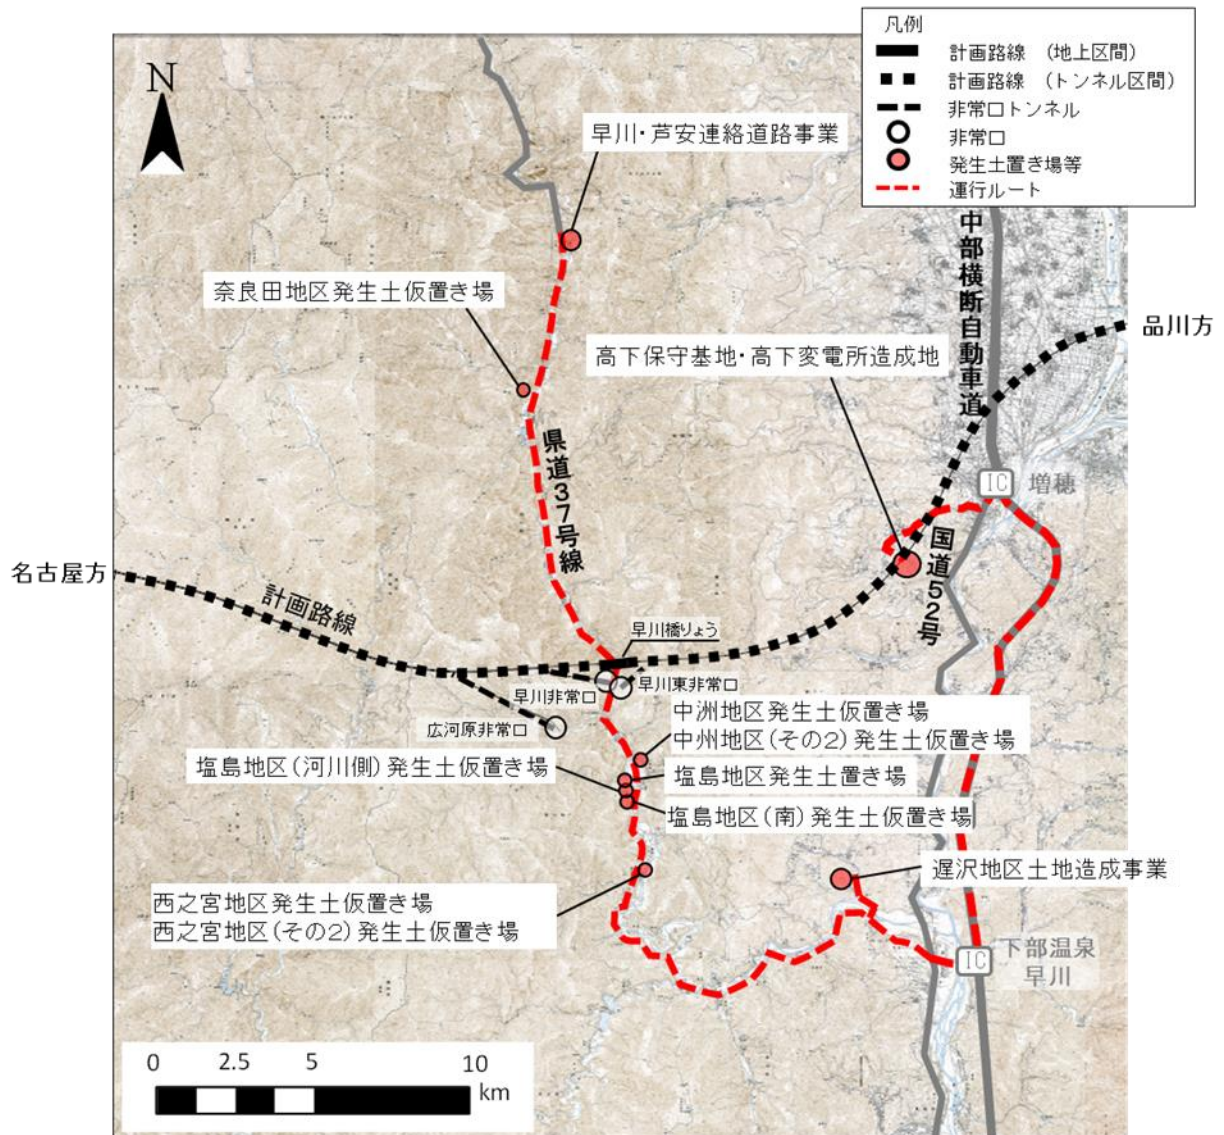 凡例
計画路線 (地上区間)
計画路線 (トンネル区間)
非常口トンネル
非常口
発生土置き場等
運行ルート
N
早川・芦安連絡道路事業
中部横断自動車道
奈良田地区発生土仮置き場
品川方
高下保守基地・高下変電所造成地
県道37号線
IC
増穂
国道52号
名古屋方
計画路線
早川橋りょう
早川非常口
早川東非常口
広河原非常口
中洲地区発生土仮置き場
中州地区(その2)発生土仮置き場
塩島地区(河川側)発生土仮置き場
塩島地区発生土置き場
塩島地区(南)発生土仮置き場
遅沢地区土地造成事業
西之宮地区発生土仮置き場
西之宮地区(その2)発生土仮置き場
IC
下部温泉
早川
0 2.5 5 10
km